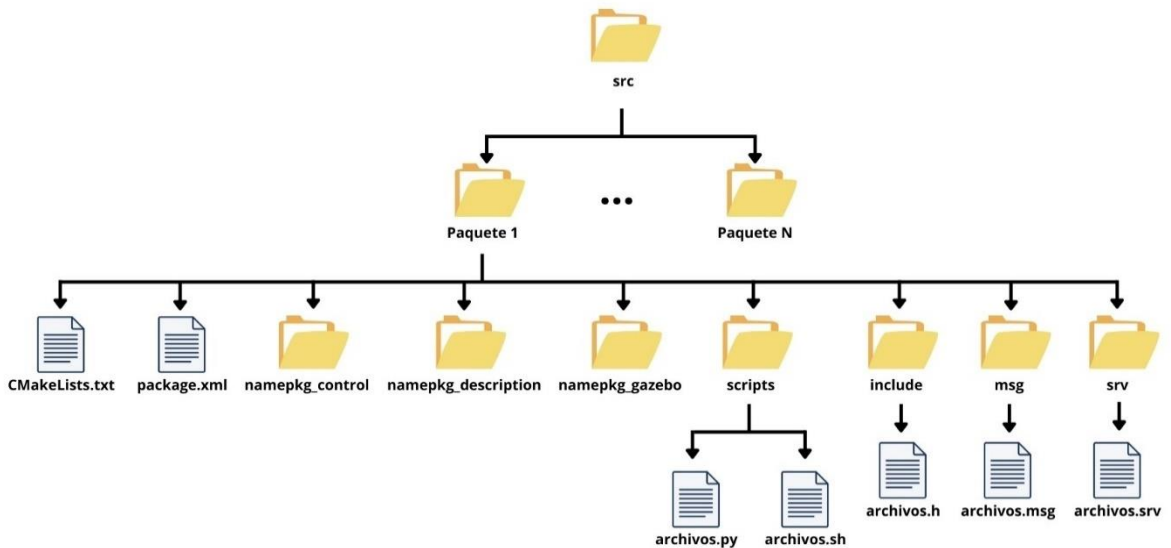 src
Paquete 1
Paquete N
CMakeLists.txt
package.xml
namepkg_control
namepkg_description
namepkg_gazebo
scripts
include
msg
srv
archivos.py
archivos.sh
archivos.h
archivos.msg
archivos.srv